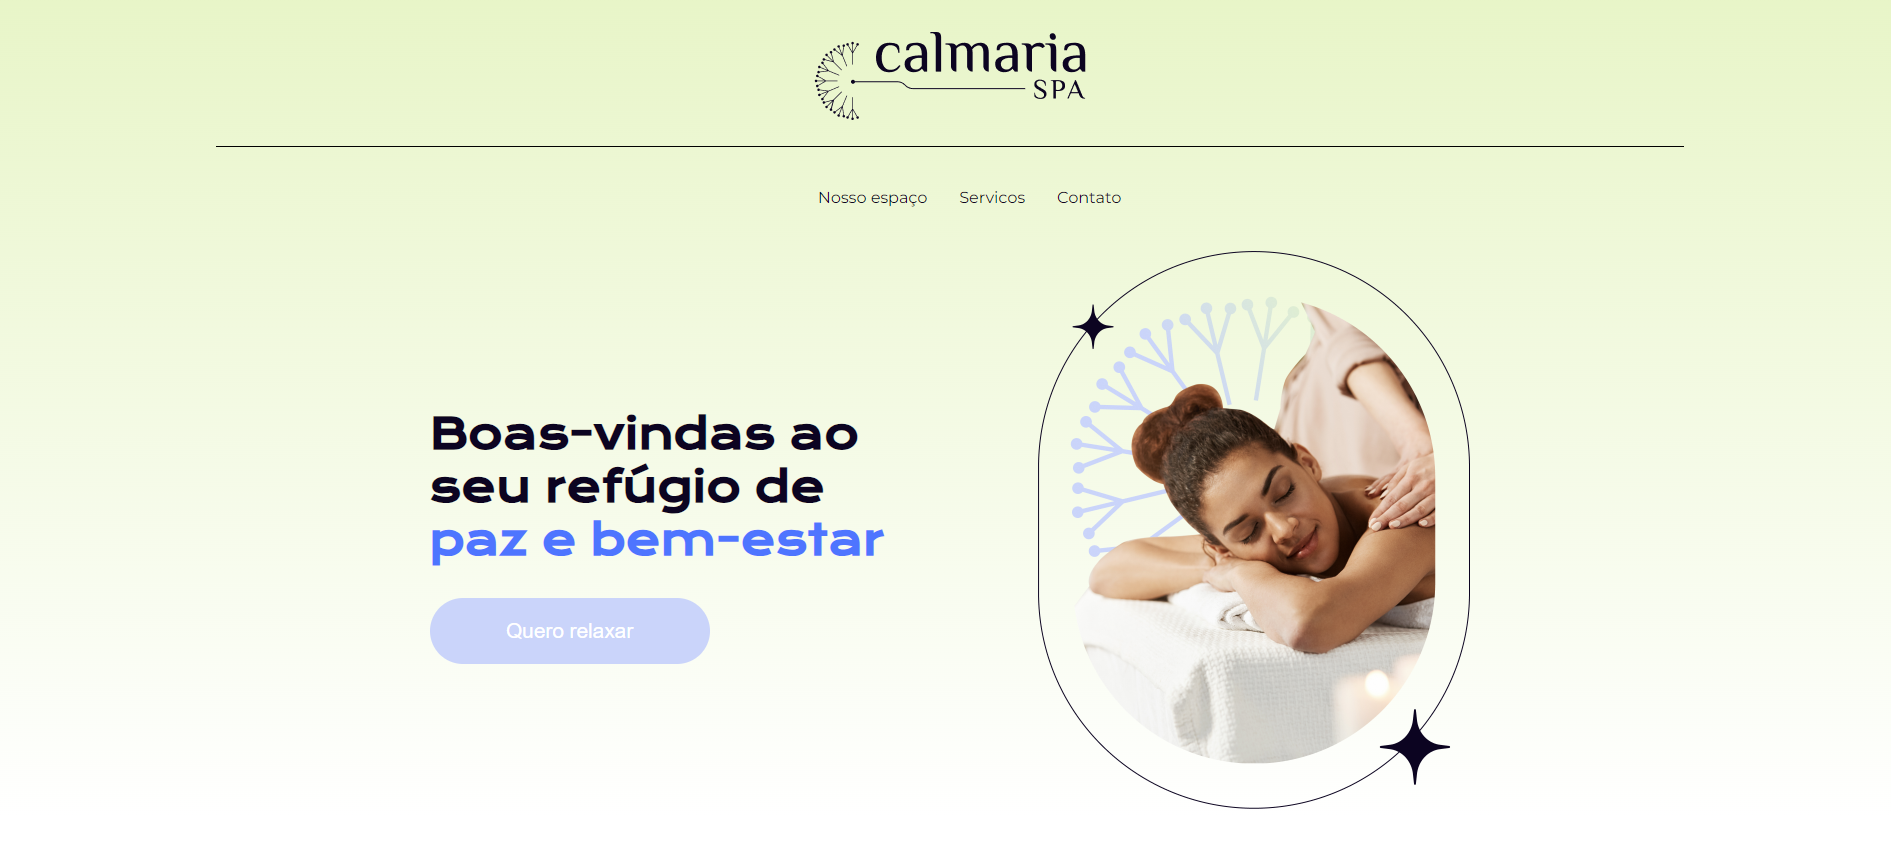 calmaria
SPA
Nosso espaço Servicos Contato
Boas-vindas ao
seu refúgio de
paz e bem-estar
Quero relaxar